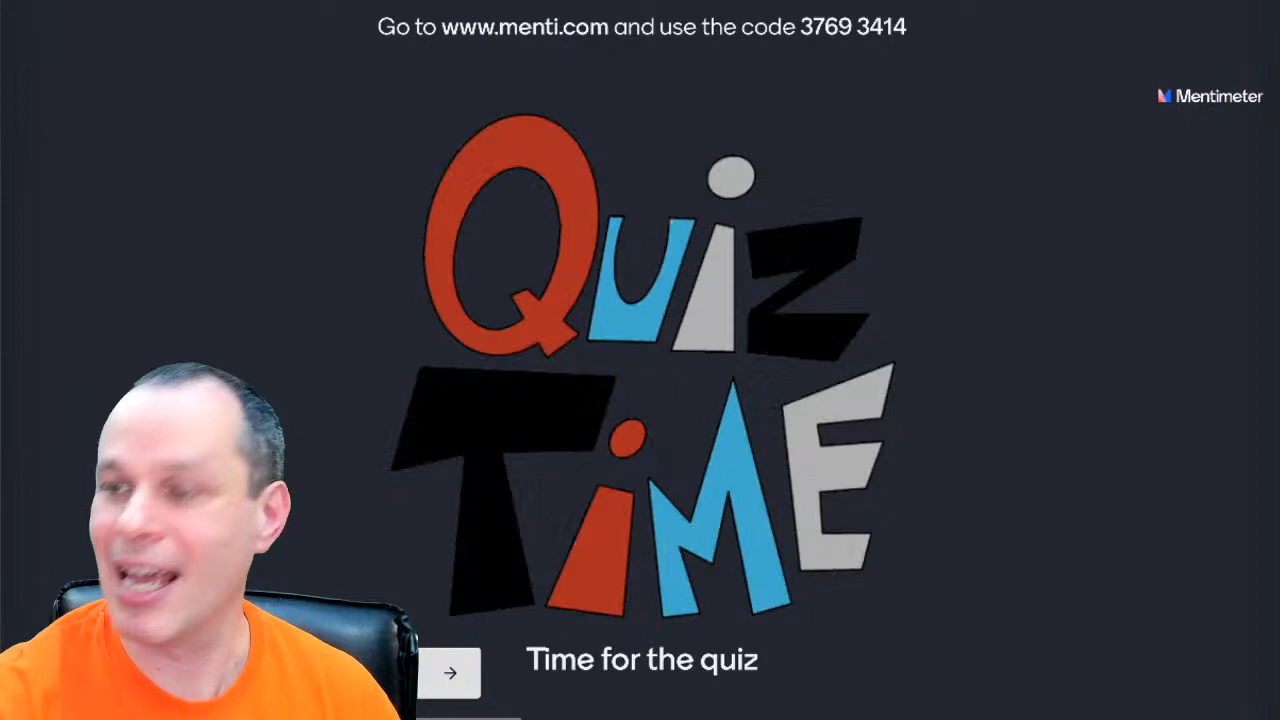 Go to www.menti.com and use the code 3769 3414
Mentimeter
Quiz
TiME
Time for the quiz